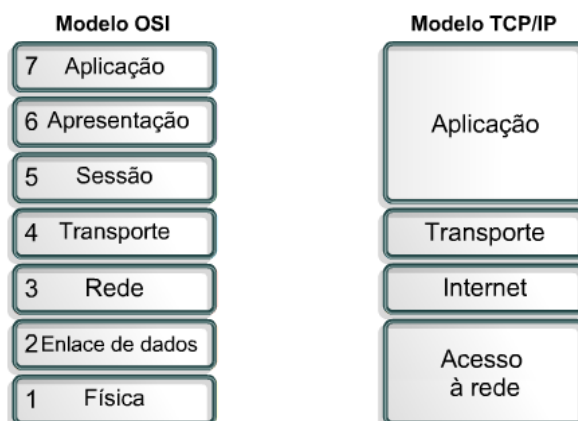 Modelo OSI
7 Aplicação
6 Apresentação
5 Sessão
4 Transporte
3 Rede
2 Enlace de dados
1 Física
Modelo TCP/IP
Aplicação
Transporte
Internet
Acesso
à rede